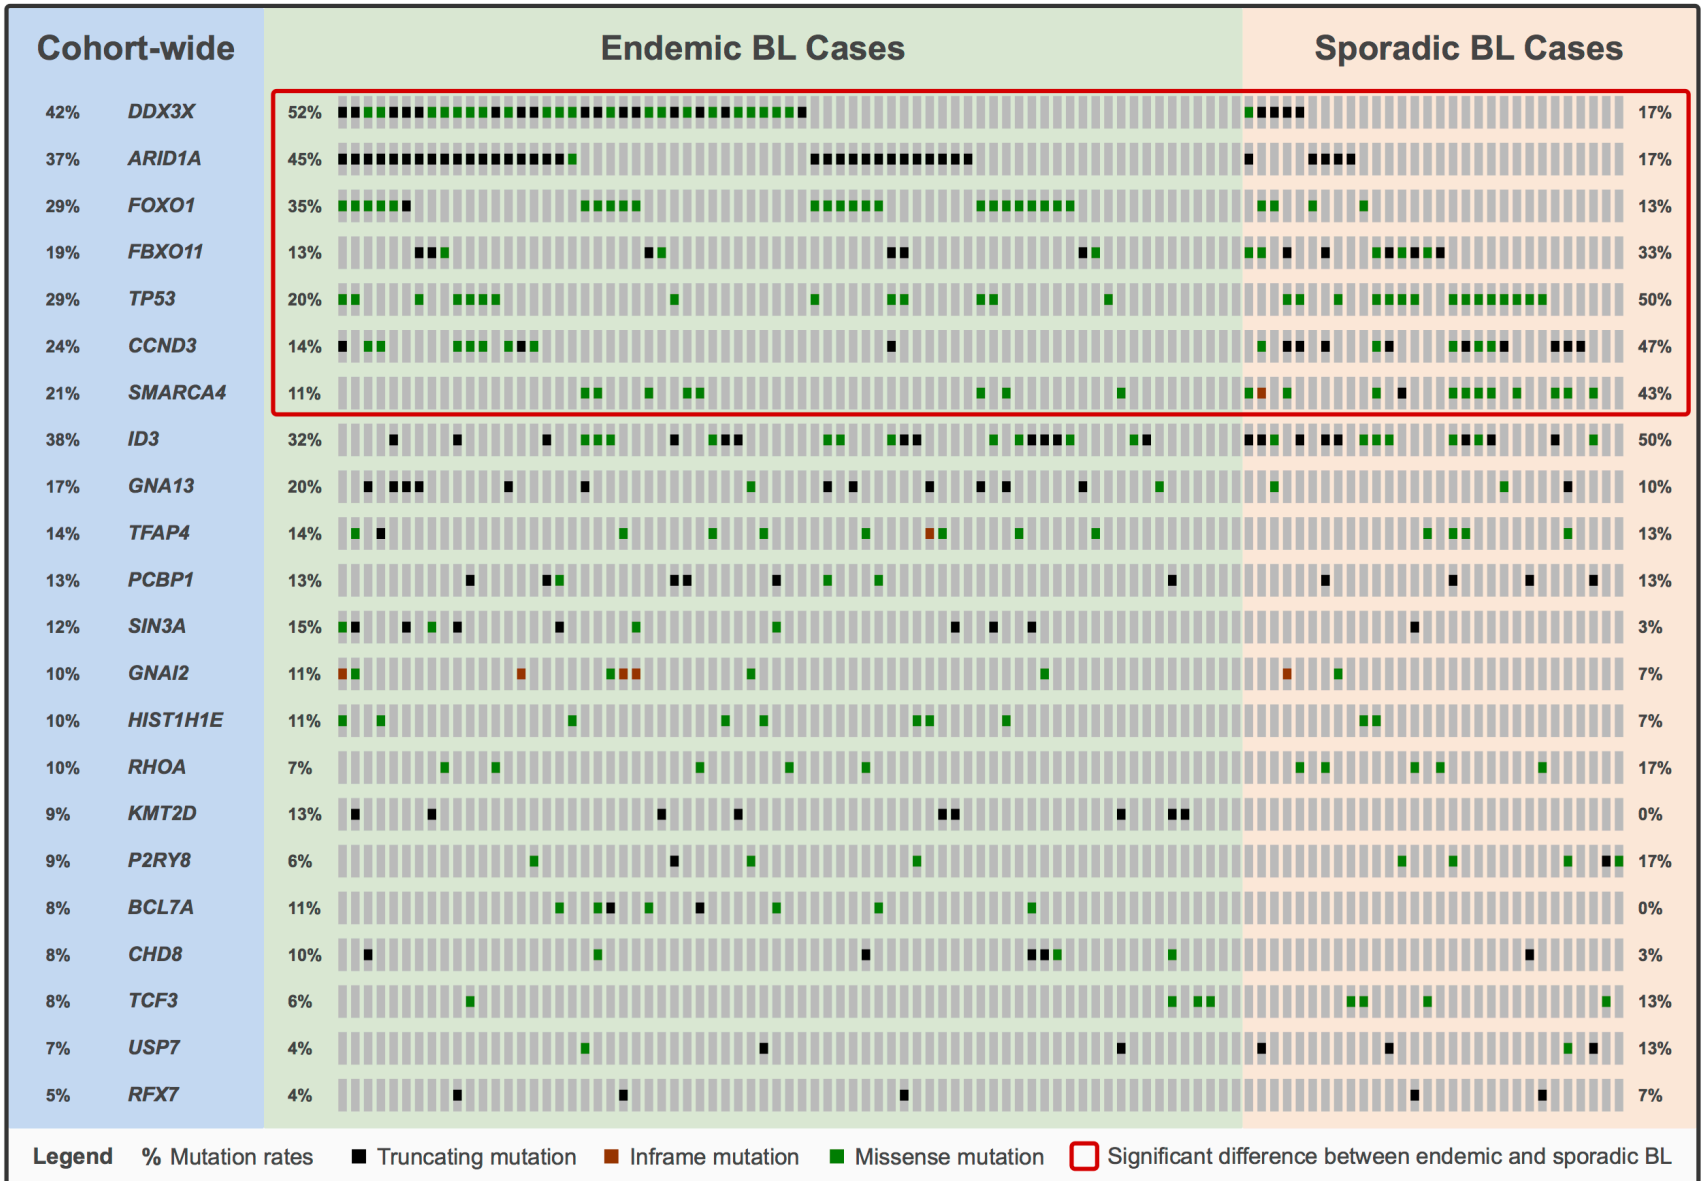 Cohort-wide Endemic BL Cases Sporadic BL Cases
42% DDX3X 52% 17%
37% ARID1A 45% 17%
29% FOXO1 35% 13%
19% FBXO11 13% 33%
29% TP53 20% 50%
24% CCND3 14% 47%
21% SMARCA4 11% 43%
38% ID3 32% 50%
17% GNA13 20% 10%
14% TFAP4 14% 13%
13% PCBP1 13% 13%
12% SIN3A 15% 3%
10% GNAI2 11% 7%
10% HIST1H1E 11% 7%
10% RHOA 7% 17%
9% KMT2D 13% 0%
9% P2RY8 6% 17%
8% BCL7A 11% 0%
8% CHD8 10% 3%
8% TCF3 6% 13%
7% USP7 4% 13%
5% RFX7 4% 7%
Legend % Mutation rates Truncating mutation Inframe mutation Missense mutation Significant difference between endemic and sporadic BL